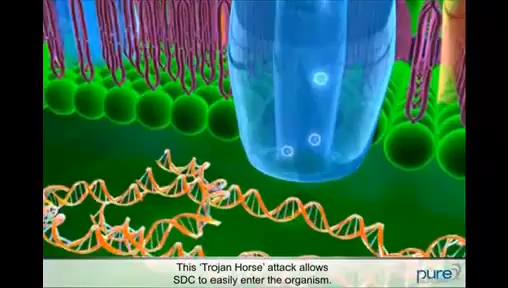 This ‘Trojan Horse’ attack allows
SDC to easily enter the organism.
pure